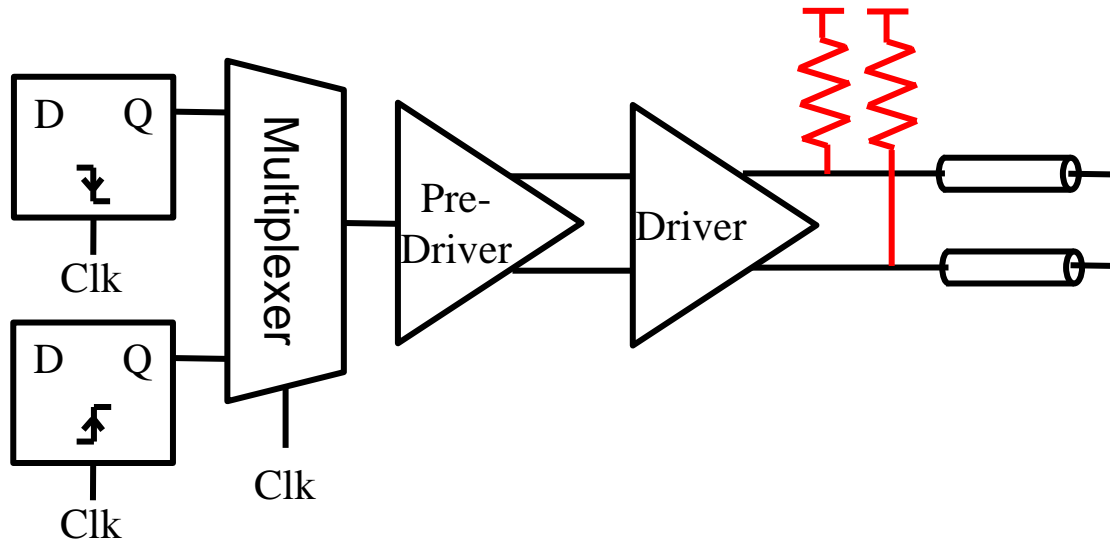 D Q
Clk
D Q
Clk
Multiplexer
Clk
Pre-
Driver
Driver